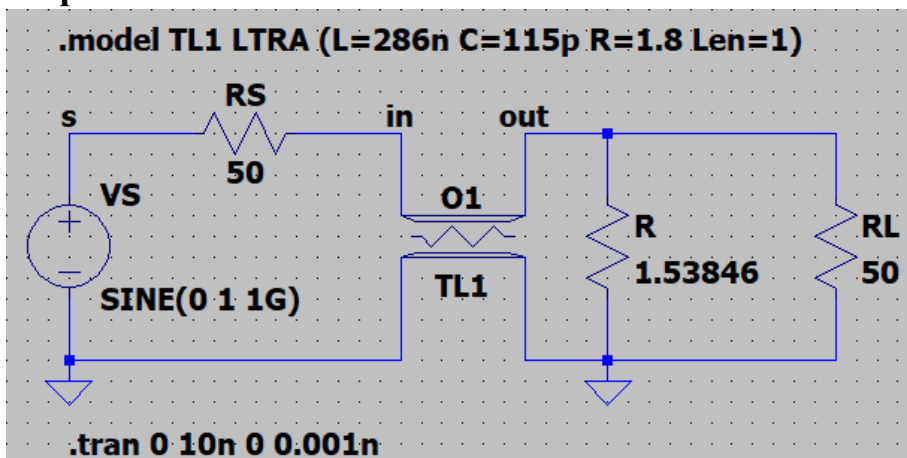 .model TL1 LTRA (L=286n C=115p R=1.8 Len=1)
RS
s
in
out
50
VS
O1
R
RL
1.53846
50
TL1
SINE(0 1 1G)
.tran 0 10n 0 0.001n